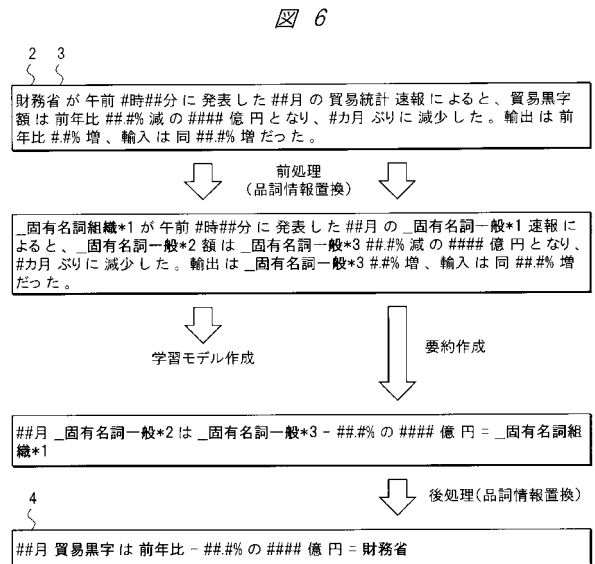 図 6
2 3
財務省 が 午前 #時##分 に 発表 した ##月 の 貿易統計 速報 に よると、貿易黒字
額 は 前年比 ##.#% 減 の #### 億 円 と なり、#カ月 ぶり に 減少 した 。輸出 は 前
年比 #.#% 増 、輸入 は 同 ##.#% 増 だった 。
前処理
(品詞情報置換)
_固有名詞組織*1 が 午前 #時##分 に 発表 した ##月 の _固有名詞一般*1 速報 に
よると、_固有名詞一般*2 額 は _固有名詞一般*3 ##.#% 減 の #### 億 円 と なり、
#カ月 ぶり に 減少 した 。輸出 は _固有名詞一般*3 #.#% 増 、輸入 は 同 ##.#% 増
だった 。
学習モデル作成
要約作成
##月 _固有名詞一般*2 は _固有名詞一般*3 - ##.#% の #### 億 円 = _固有名詞組
織*1
後処理(品詞情報置換)
4
##月 貿易黒字 は 前年比 - ##.#% の #### 億 円 = 財務省